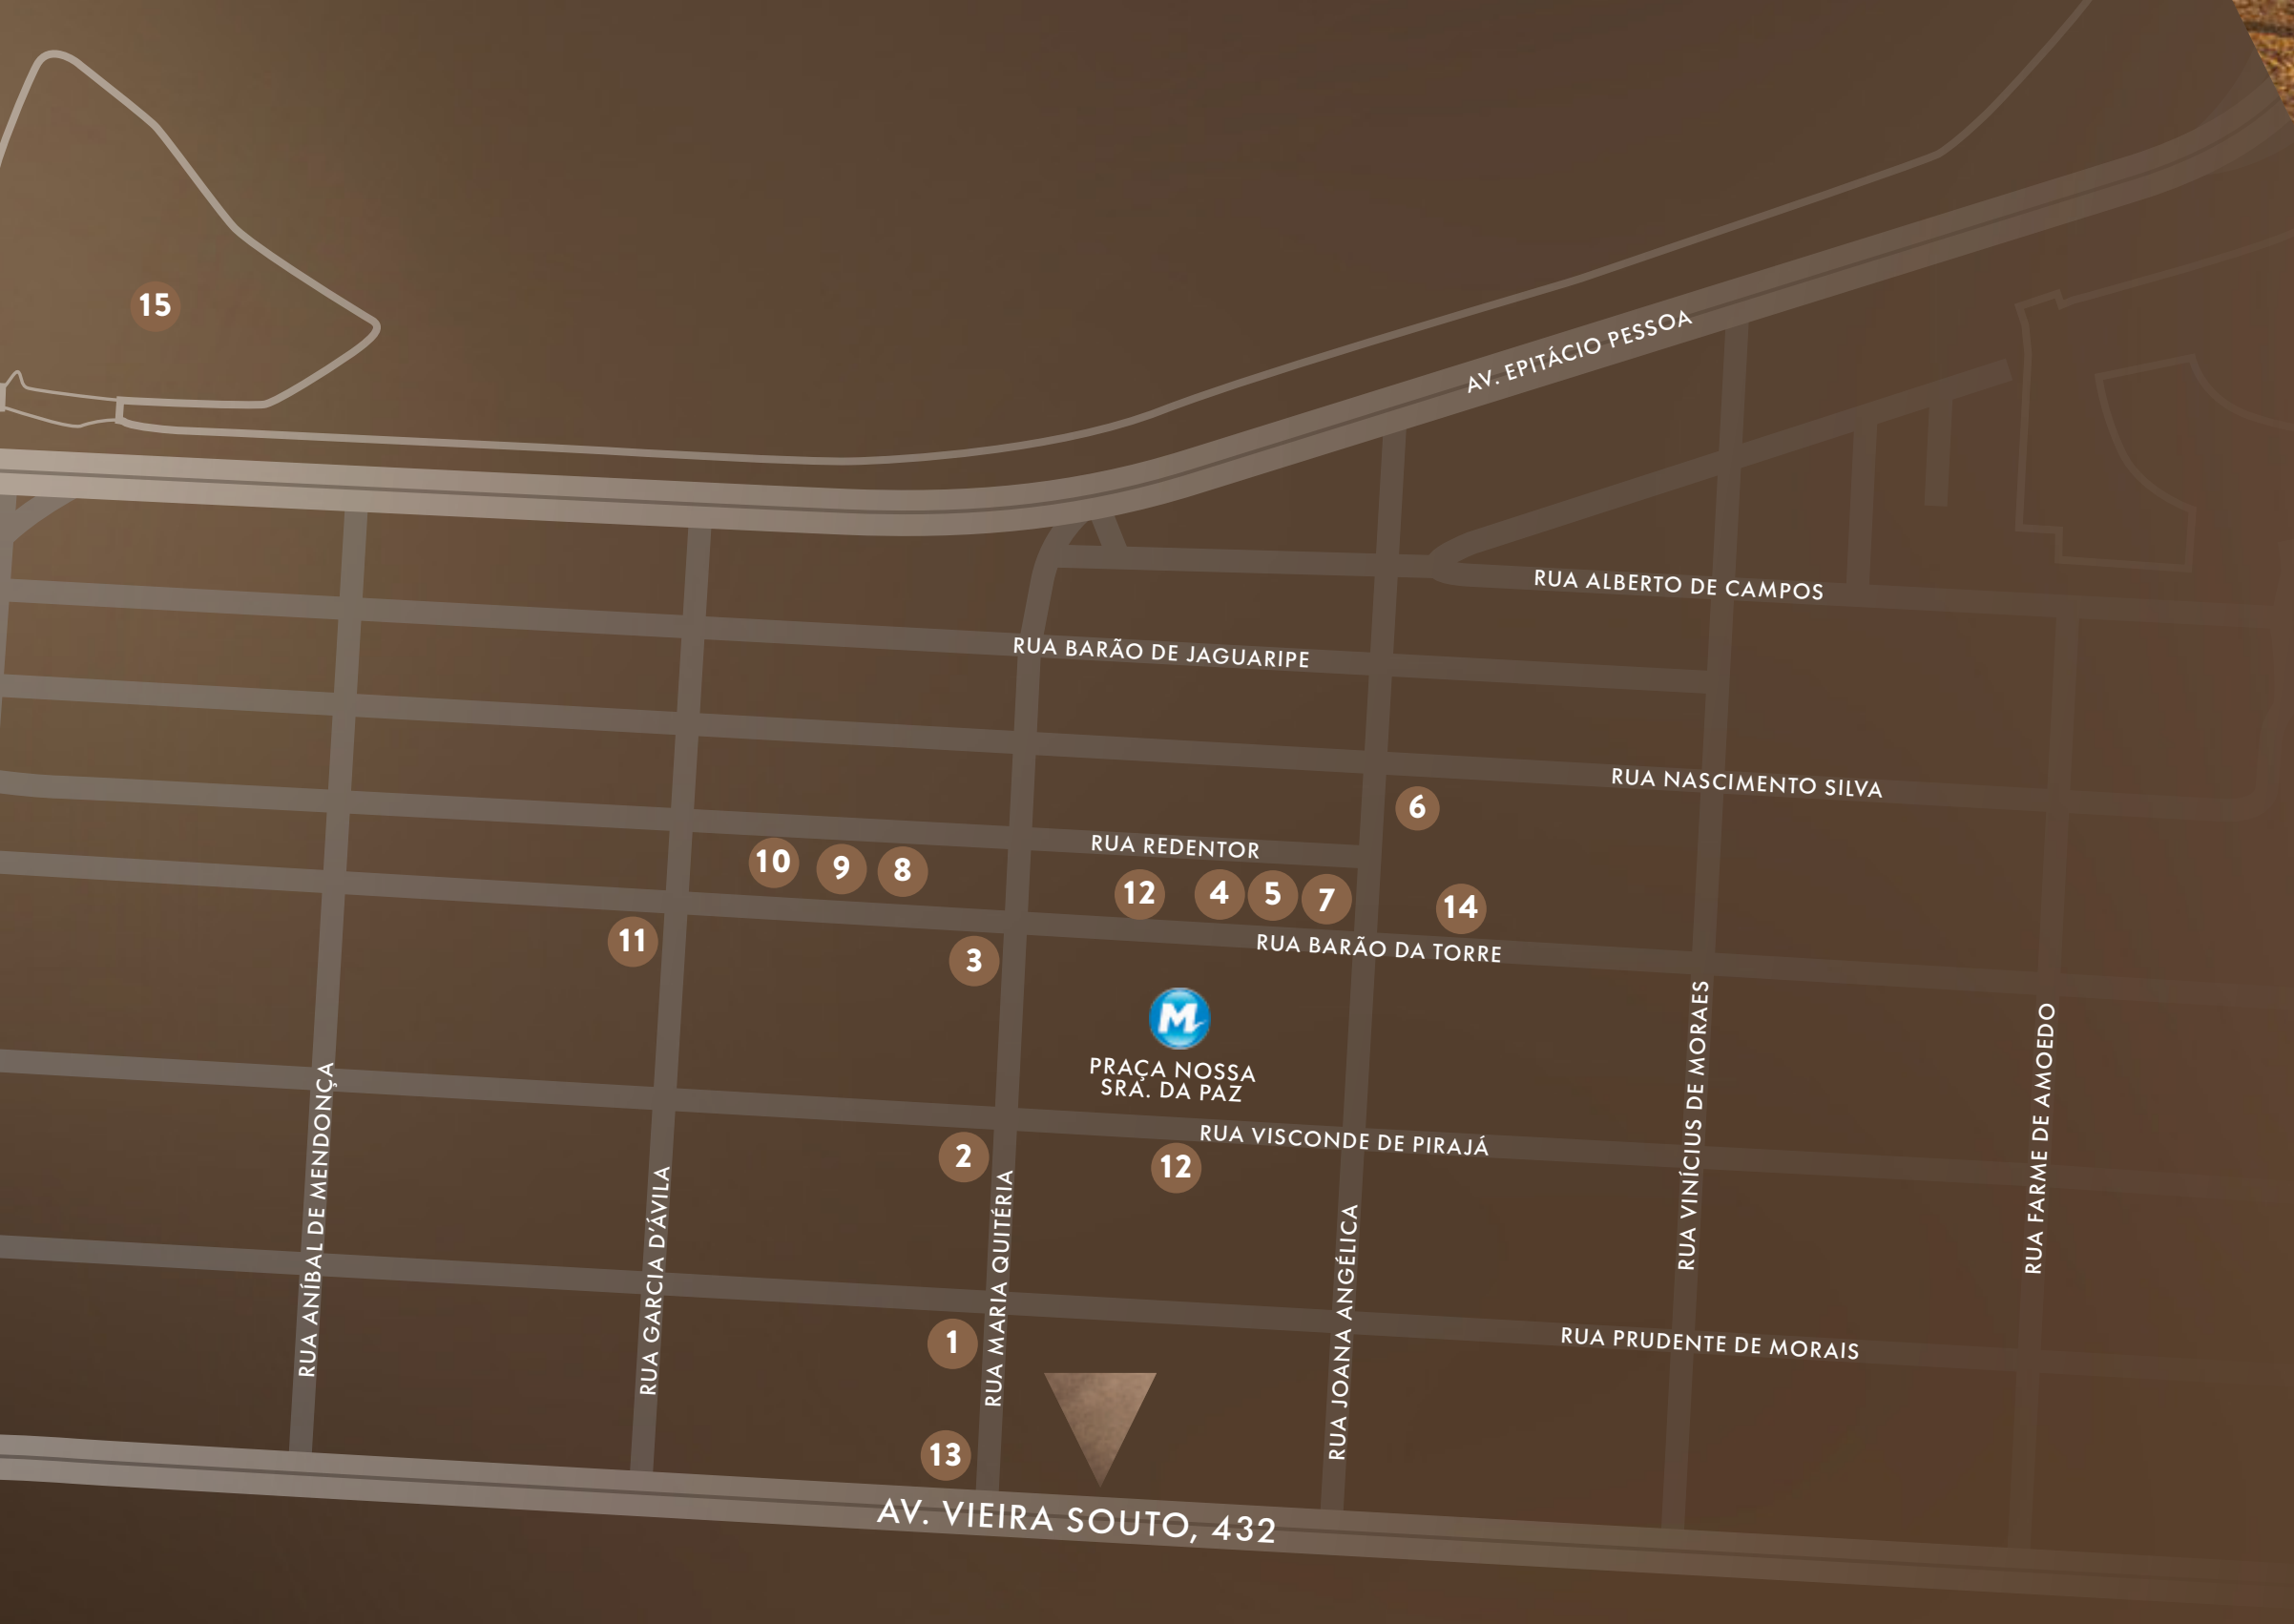 15
AV. EPITÁCIO PESSOA
RUA ALBERTO DE CAMPOS
RUA BARÃO DE JAGUARIPE
RUA NASCIMENTO SILVA
6
RUA REDENTOR
10
9
8
12
4
5
7
14
11
3
RUA BARÃO DA TORRE
M
PRAÇA NOSSA
SRA. DA PAZ
RUA VISCONDE DE PIRAJÁ
2
12
RUA ANÍBAL DE MENDONÇA
RUA GARCIA D'ÁVILA
RUA MARIA QUITÉRIA
RUA JOANA ANGÉLICA
RUA VINÍCIUS DE MORAES
RUA FARME DE AMOEDO
1
RUA PRUDENTE DE MORAIS
13
AV. VIEIRA SOUTO, 432